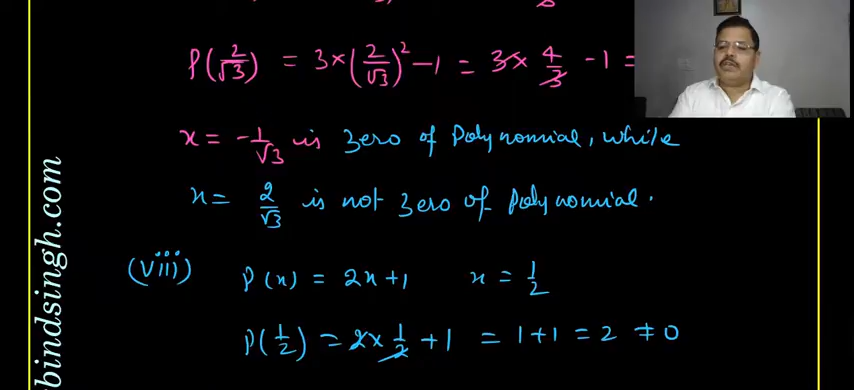 P(2/√3) = 3×(2/√3)² −1 = 3× 4/3 −1 =
x = −1/√3 is zero of Polynomial, while
x = 2/√3 is not zero of Polynomial.
(viii) P(x) = 2x+1 x = 1/2
P(1/2) = 2× 1/2 +1 = 1+1 = 2 ≠0
bindsingh.com